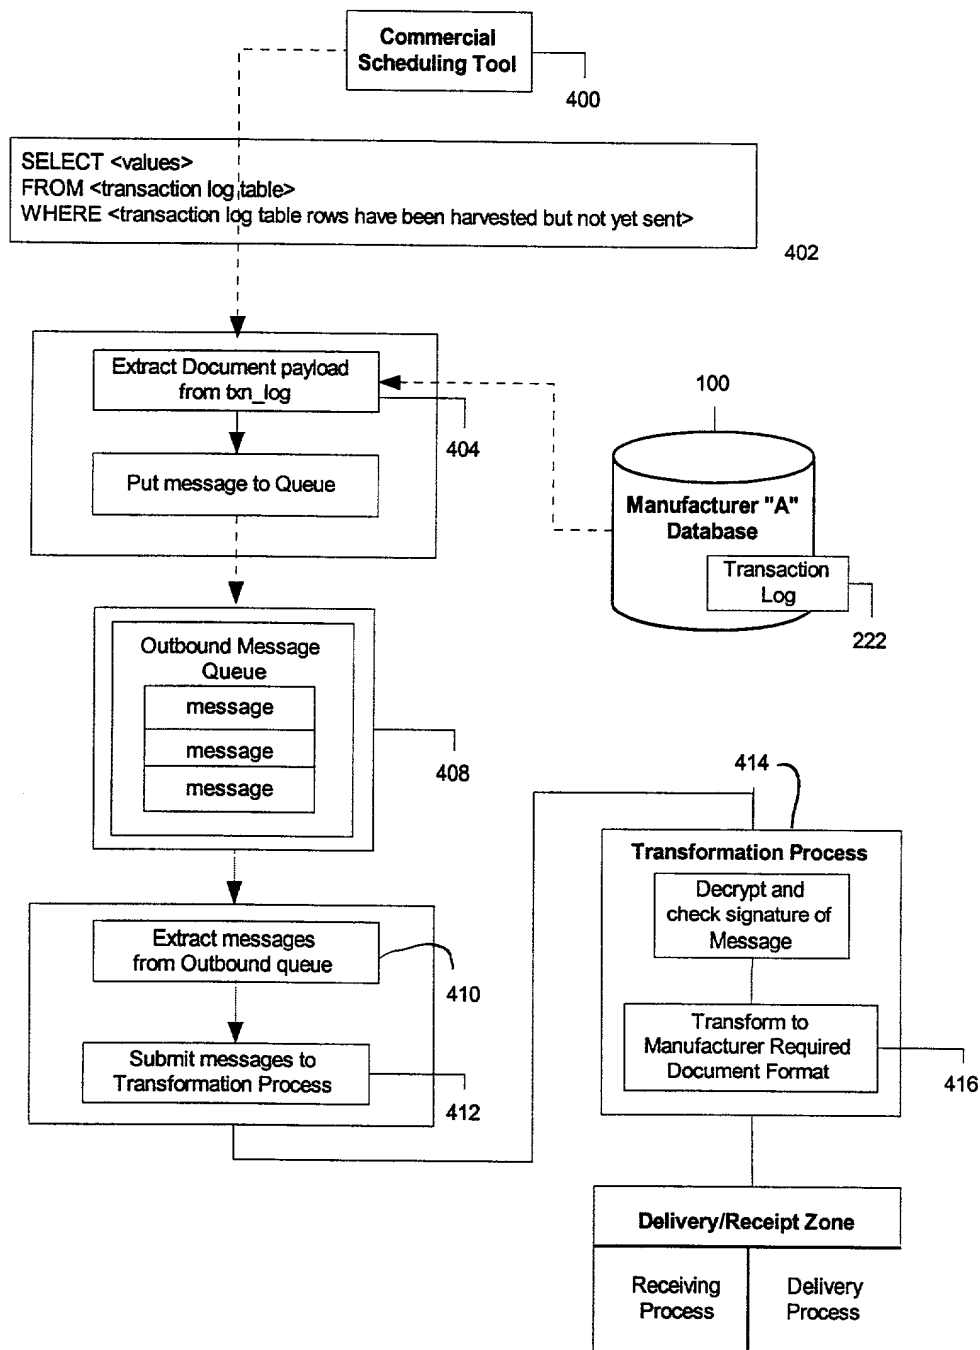 Commercial
Scheduling Tool
400
SELECT <values>
FROM <transaction log table>
WHERE <transaction log table rows have been harvested but not yet sent>
402
Extract Document payload
from txn_log
404
Put message to Queue
100
Manufacturer "A"
Database
Transaction
Log
222
Outbound Message
Queue
message
message
message
408
Extract messages
from Outbound queue
410
Submit messages to
Transformation Process
412
414
Transformation Process
Decrypt and
check signature of
Message
Transform to
Manufacturer Required
Document Format
416
Delivery/Receipt Zone
Receiving
Process
Delivery
Process